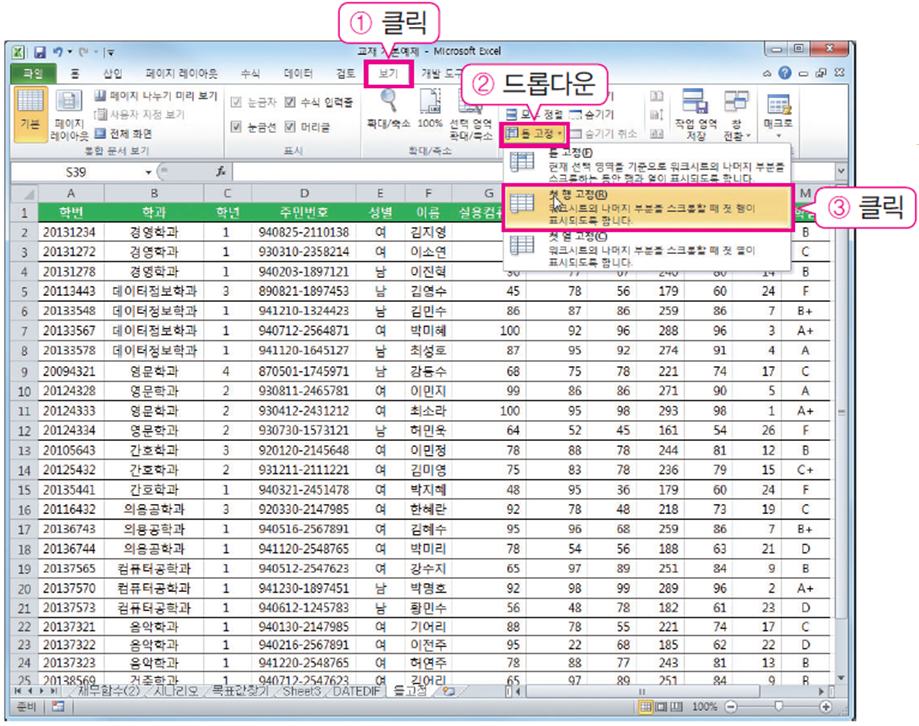 ① 클릭
교재 기본예제 - Microsoft Excel
파일 홈 삽입 페이지 레이아웃 수식 데이터 검토 보기 개발 도구
② 드롭다운
기본 페이지 레이아웃 페이지 나누기 미리 보기 사용자 지정 보기 전체 화면
눈금자 수식 입력줄 눈금선 머리글
확대/축소 100% 선택 영역 확대/축소
모두 정렬 틀 고정 숨기기 숨기기 취소
작업 영역 저장 창 전환 매크로
통합 문서 보기 표시 확대/축소
틀 고정(F)
현재 선택 영역을 기준으로 워크시트의 나머지 부분을
스크롤하는 동안 행과 열이 표시되도록 합니다.
첫 행 고정(R)
워크시트의 나머지 부분을 스크롤할 때 첫 행이
표시되도록 합니다.
③ 클릭
첫 열 고정(C)
워크시트의 나머지 부분을 스크롤할 때 첫 열이
표시되도록 합니다.
S39 fx
A B C D E F G M
1 학번 학과 학년 주민번호 성별 이름 실용컴퓨
2 20131234 경영학과 1 940825-2110138 여 김지영 B
3 20131272 경영학과 1 930310-2358214 여 이소연 C
4 20131278 경영학과 1 940203-1897121 남 이진혁 90 77 67 240 80 14 B
5 20113443 데이터정보학과 3 890821-1897453 남 김영수 45 78 56 179 60 24 F
6 20133548 데이터정보학과 1 941210-1324423 남 김민수 86 87 86 259 86 7 B+
7 20133567 데이터정보학과 1 940712-2564871 여 박미혜 100 92 96 288 96 3 A+
8 20133578 데이터정보학과 1 941120-1645127 남 최성호 87 95 92 274 91 4 A
9 20094321 영문학과 4 870501-1745971 남 강동수 68 75 78 221 74 17 C
10 20124328 영문학과 2 930811-2465781 여 이민지 99 86 86 271 90 5 A
11 20124333 영문학과 2 930412-2431212 여 최소라 100 95 98 293 98 1 A+
12 20124334 영문학과 2 930730-1573121 남 허민욱 64 52 45 161 54 26 F
13 20105643 간호학과 3 920120-2145648 여 이민정 78 88 78 244 81 12 B
14 20125432 간호학과 2 931211-2111221 여 김미영 75 83 78 236 79 15 C+
15 20135441 간호학과 1 940321-2451478 여 박지혜 48 95 36 179 60 24 F
16 20116432 의용공학과 3 920330-2147985 여 한혜란 92 78 48 218 73 19 C
17 20136743 의용공학과 1 940516-2567891 여 김혜수 95 96 68 259 86 7 B+
18 20136744 의용공학과 1 941120-2548765 여 박미리 78 54 56 188 63 21 D
19 20137565 컴퓨터공학과 1 940512-2547623 여 강수지 65 97 89 251 84 9 B
20 20137570 컴퓨터공학과 1 941230-1897451 남 박명호 92 98 99 289 96 2 A+
21 20137573 컴퓨터공학과 1 940612-1245783 남 황민수 56 48 78 182 61 23 D
22 20137321 음악학과 1 940130-2147985 여 기어리 88 78 55 221 74 17 C
23 20137322 음악학과 1 940216-2567891 여 이전주 95 22 68 185 62 22 D
24 20137323 음악학과 1 941220-2548765 여 허연주 78 88 77 243 81 13 B
25 20138569 건축학과 1 940712-2547623 여 김어리 65 97 89 251 84 9 B
재무함수(2) 시나리오 목표값찾기 Sheet3 DATEDIF 틀고정
준비 100%